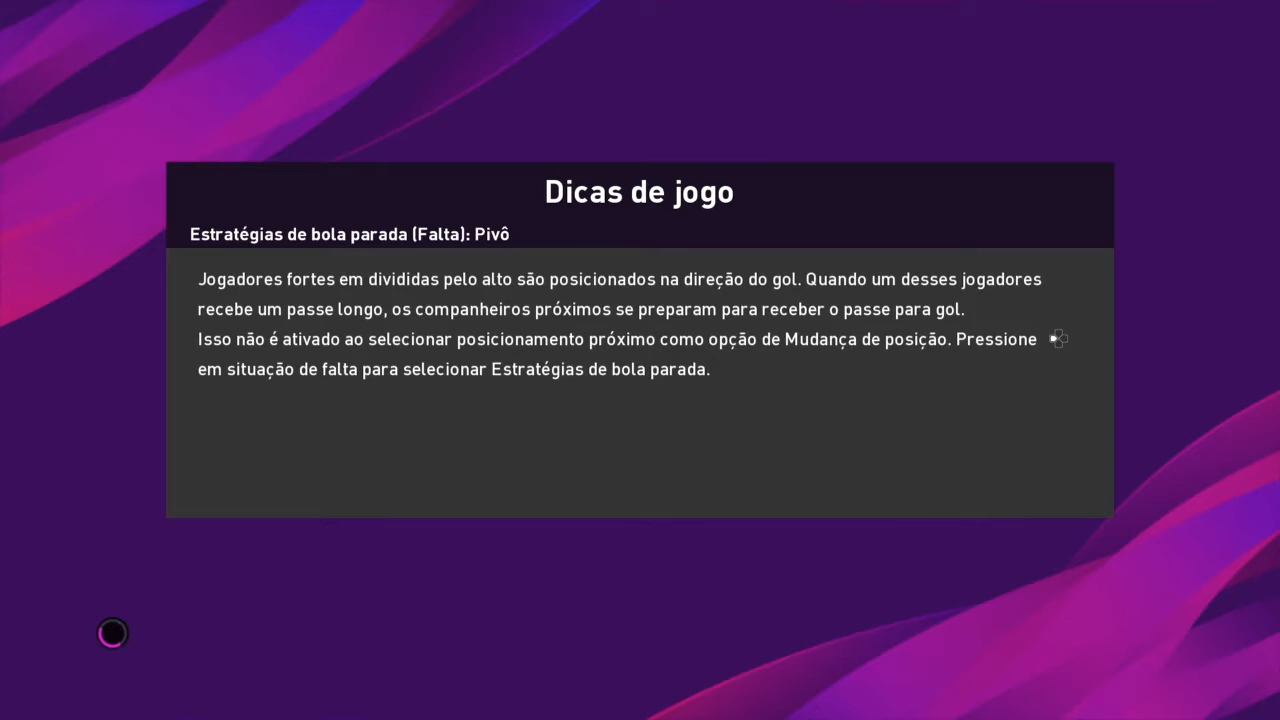 Dicas de jogo
Estratégias de bola parada (Falta): Pivô
Jogadores fortes em divididas pelo alto são posicionados na direção do gol. Quando um desses jogadores
recebe um passe longo, os companheiros próximos se preparam para receber o passe para gol.
Isso não é ativado ao selecionar posicionamento próximo como opção de Mudança de posição. Pressione
em situação de falta para selecionar Estratégias de bola parada.